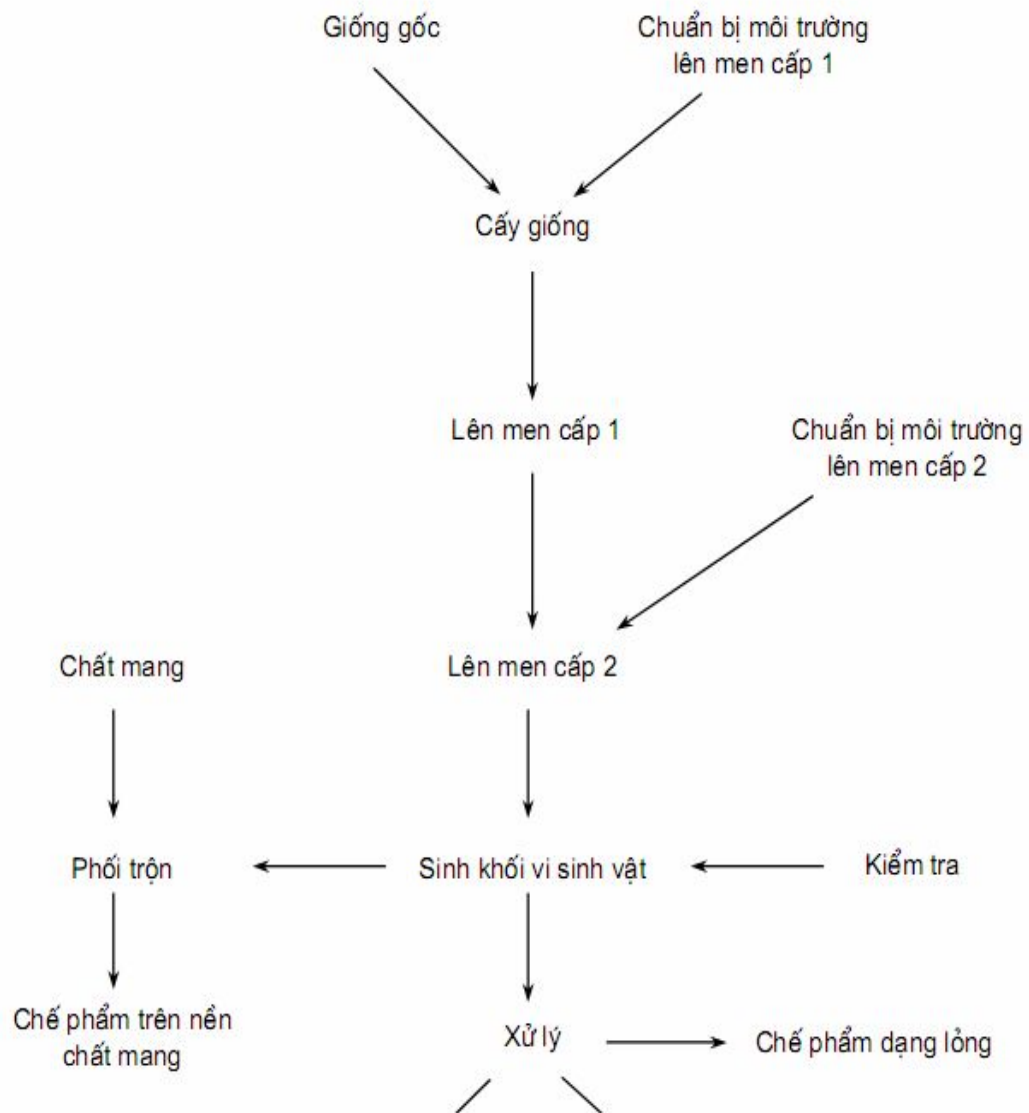 Giống gốc
Chuẩn bị môi trường
lên men cấp 1
Cấy giống
Lên men cấp 1
Chuẩn bị môi trường
lên men cấp 2
Chất mang
Lên men cấp 2
Phối trộn
Sinh khối vi sinh vật
Kiểm tra
Chế phẩm trên nền
chất mang
Xử lý
Chế phẩm dạng lỏng